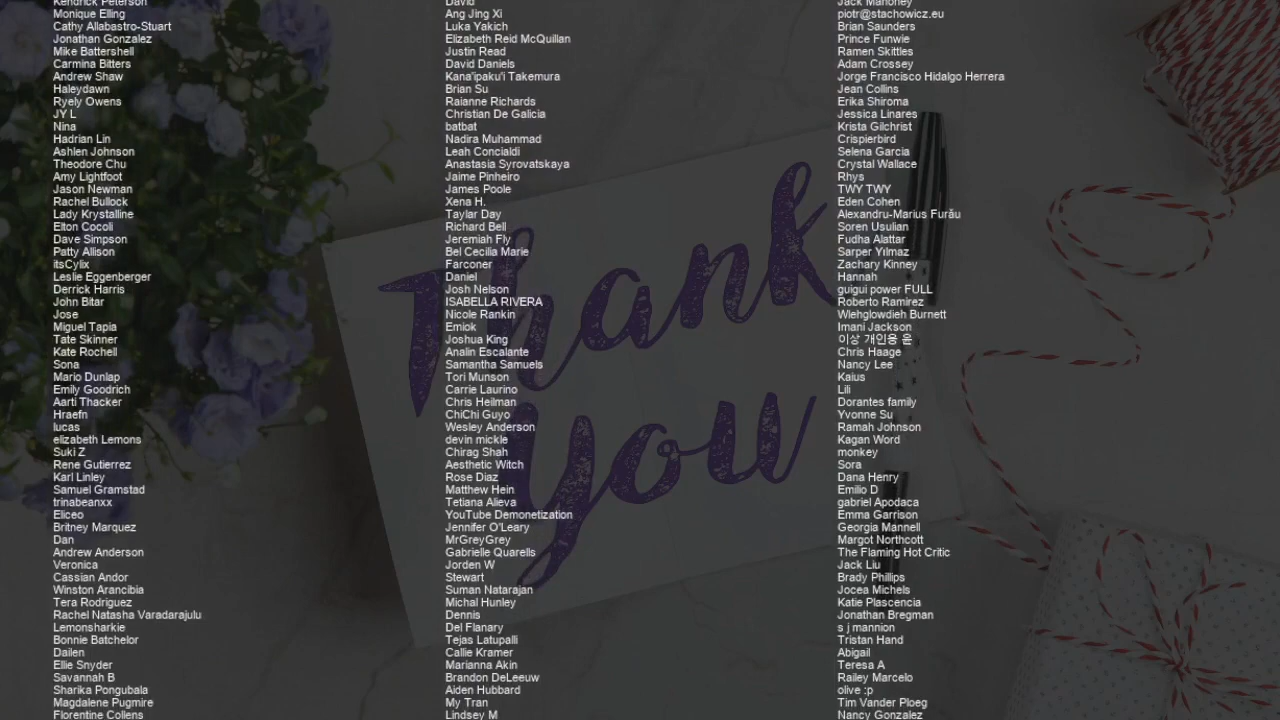 Kendrick Peterson
Monique Elling
Cathy Allabastro-Stuart
Jonathan Gonzalez
Mike Battershell
Carmina Bitters
Andrew Shaw
Haleydawn
Ryely Owens
JY L
Nina
Hadrian Lin
Ashlen Johnson
Theodore Chu
Amy Lightfoot
Jason Newman
Rachel Bullock
Lady Krystalline
Elton Cocoli
Dave Simpson
Patty Allison
itsCylix
Leslie Eggenberger
Derrick Harris
John Bitar
Jose
Miguel Tapia
Tate Skinner
Kate Rochell
Sona
Mario Dunlap
Emily Goodrich
Aarti Thacker
Hraefn
lucas
elizabeth Lemons
Suki Z
Rene Gutierrez
Karl Linley
Samuel Gramstad
trinabeanxx
Eliceo
Britney Marquez
Dan
Andrew Anderson
Veronica
Cassian Andor
Winston Arancibia
Tera Rodriguez
Rachel Natasha Varadarajulu
Lemonsharkie
Bonnie Batchelor
Dailen
Ellie Snyder
Savannah B
Sharika Pongubala
Magdalene Pugmire
Florentine Collens
David
Ang Jing Xi
Luka Yakich
Elizabeth Reid McQuillan
Justin Read
David Daniels
Kana'ipaku'i Takemura
Brian Su
Raianne Richards
Christian De Galicia
batbat
Nadira Muhammad
Leah Concialdi
Anastasia Syrovatskaya
Jaime Pinheiro
James Poole
Xena H.
Taylar Day
Richard Bell
Jeremiah Fly
Bel Cecilia Marie
Farconer
Daniel
Josh Nelson
ISABELLA RIVERA
Nicole Rankin
Emiok
Joshua King
Analin Escalante
Samantha Samuels
Tori Munson
Carrie Laurino
Chris Heilman
ChiChi Guyo
Wesley Anderson
devin mickle
Chirag Shah
Aesthetic Witch
Rose Diaz
Matthew Hein
Tetiana Alieva
YouTube Demonetization
Jennifer O'Leary
MrGreyGrey
Gabrielle Quarells
Jorden W
Stewart
Suman Natarajan
Michal Hunley
Dennis
Del Flanary
Tejas Latupalli
Callie Kramer
Marianna Akin
Brandon DeLeeuw
Aiden Hubbard
My Tran
Lindsey M
Jack Mahoney
piotr@stachowicz.eu
Brian Saunders
Prince Funwie
Ramen Skittles
Adam Crossey
Jorge Francisco Hidalgo Herrera
Jean Collins
Erika Shiroma
Jessica Linares
Krista Gilchrist
Crispierbird
Selena Garcia
Crystal Wallace
Rhys
TWY TWY
Eden Cohen
Alexandru-Marius Furău
Soren Usulian
Fudha Alattar
Sarper Yılmaz
Zachary Kinney
Hannah
guigui power FULL
Roberto Ramirez
Wlehglowdieh Burnett
Imani Jackson
이상 개인용 윤
Chris Haage
Nancy Lee
Kaius
Lili
Dorantes family
Yvonne Su
Ramah Johnson
Kagan Word
monkey
Sora
Dana Henry
Emilio D
gabriel Apodaca
Emma Garrison
Georgia Mannell
Margot Northcott
The Flaming Hot Critic
Jack Liu
Brady Phillips
Jocea Michels
Katie Plascencia
Jonathan Bregman
s j mannion
Tristan Hand
Abigail
Teresa A
Railey Marcelo
olive :p
Tim Vander Ploeg
Nancy Gonzalez
Thank
you